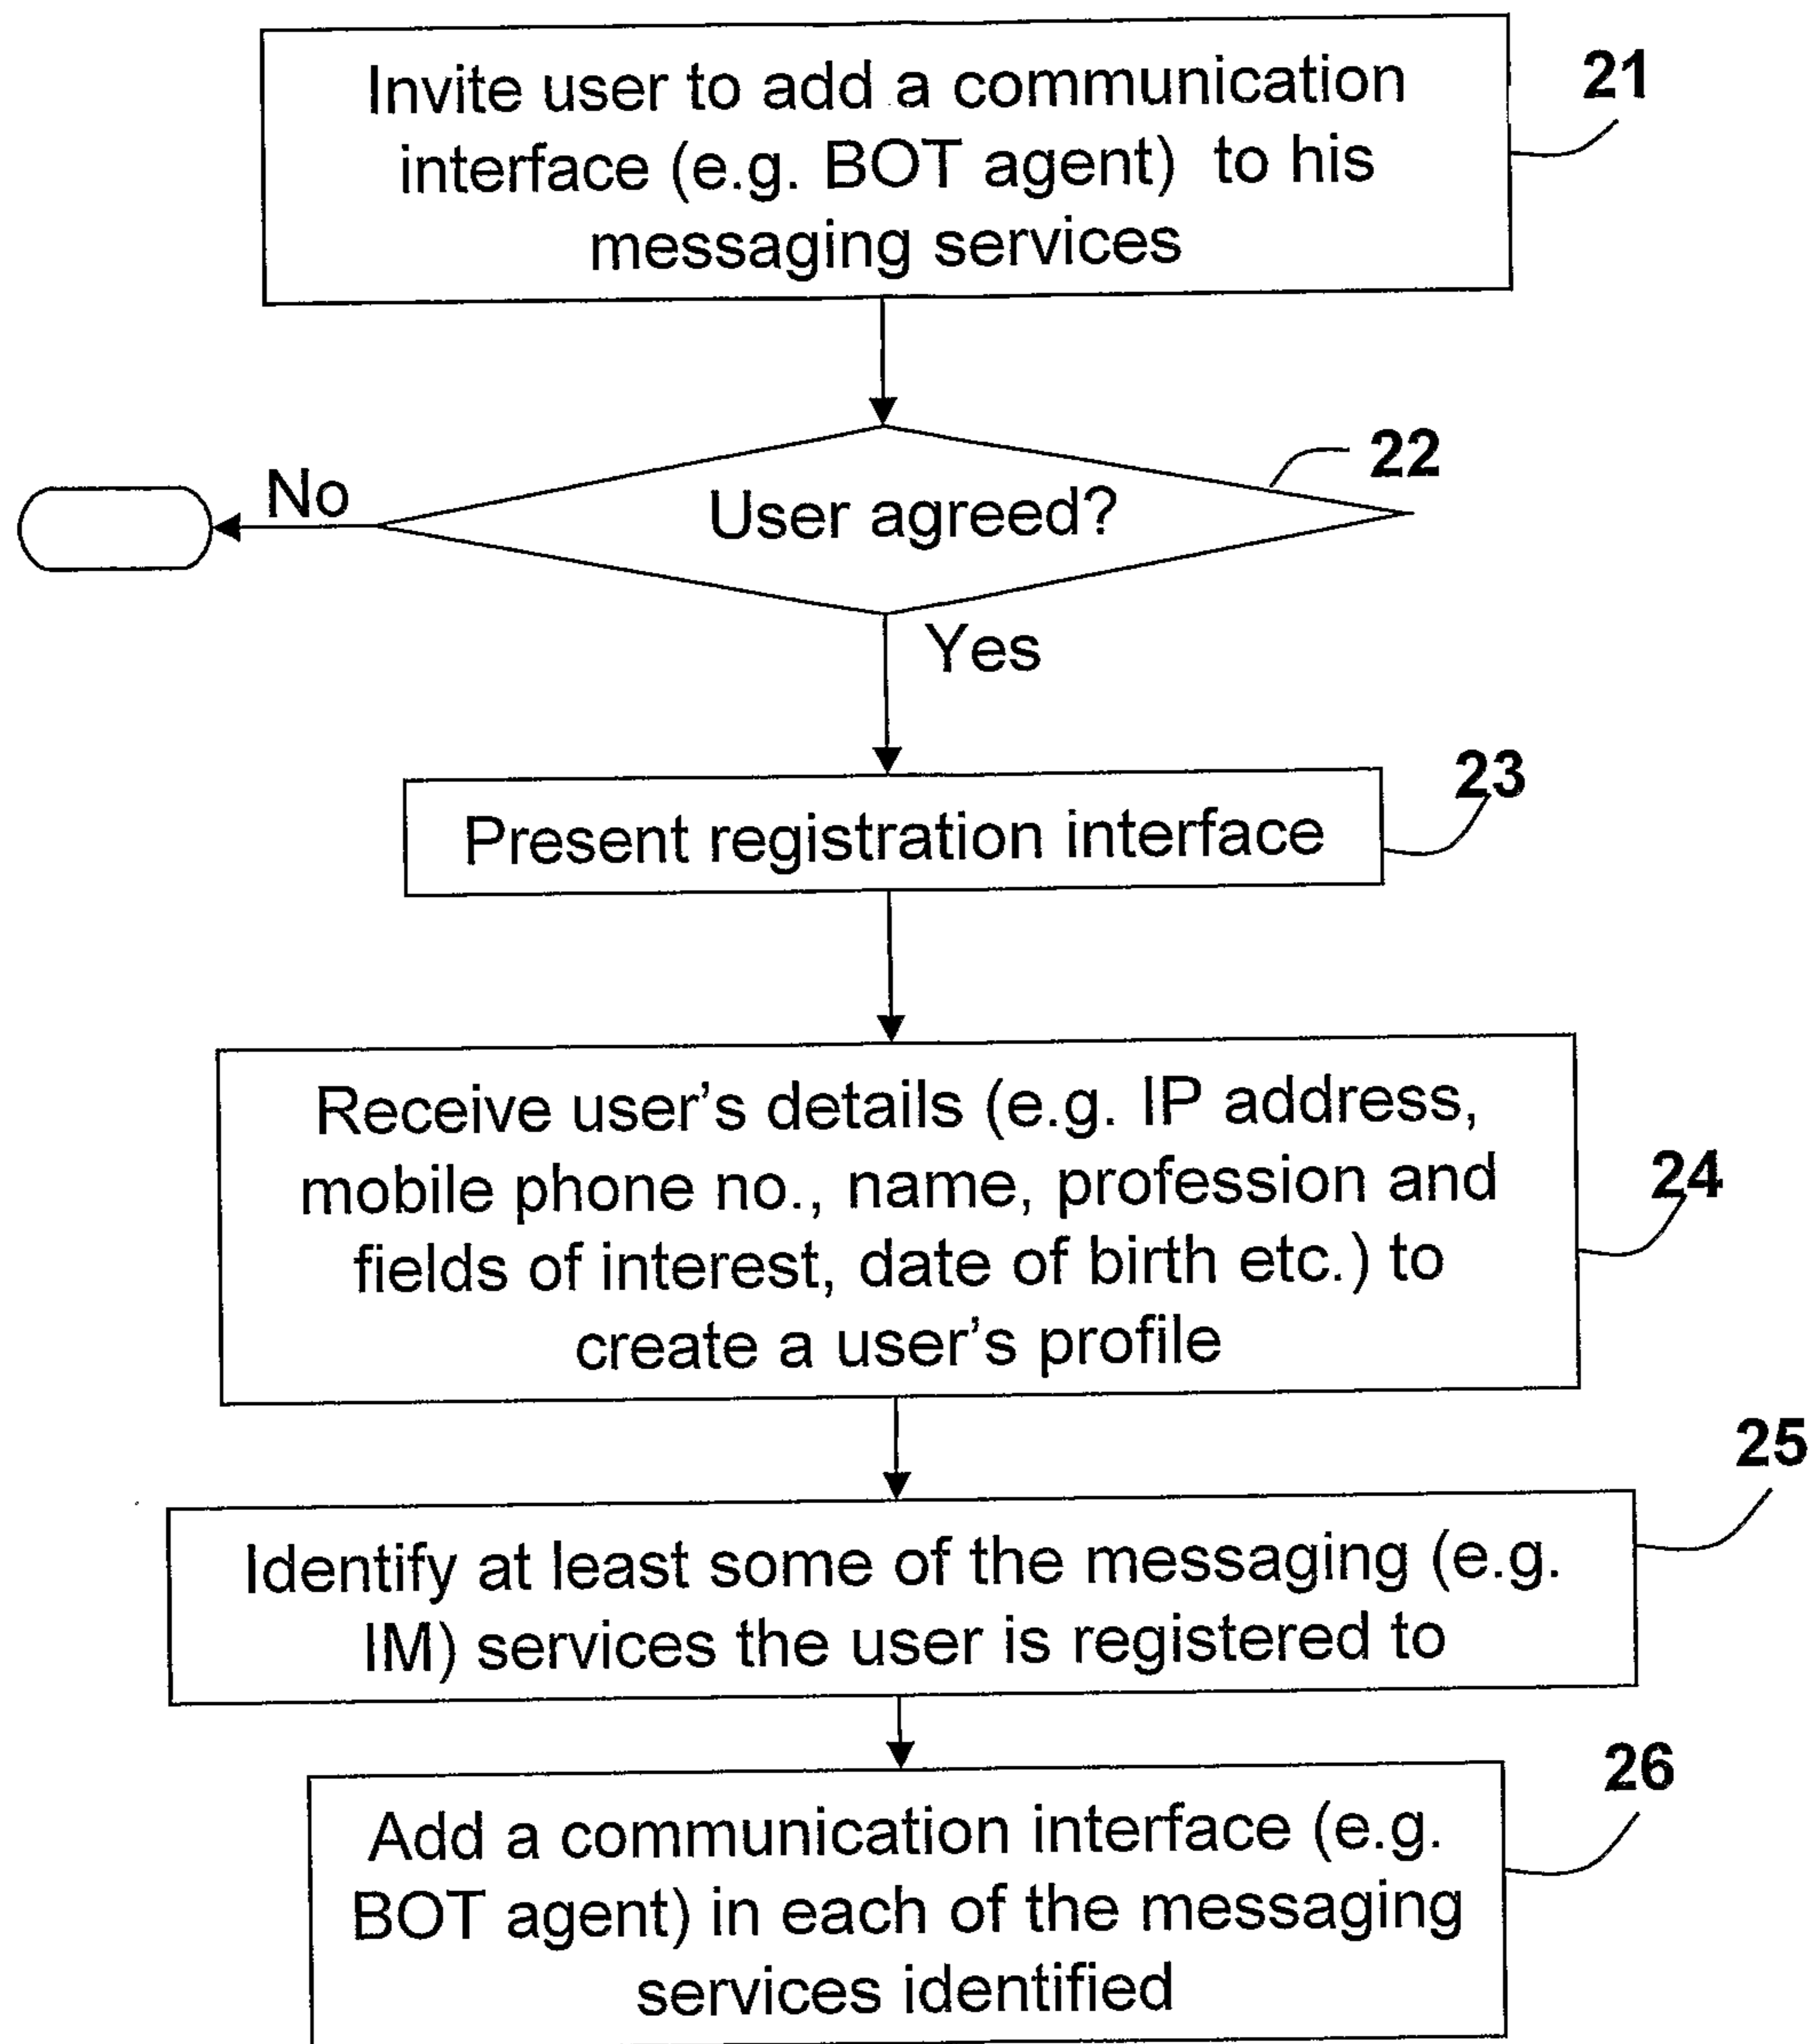 Invite user to add a communication
interface (e.g. BOT agent) to his
messaging services
21
22
User agreed?
No
Yes
23
Present registration interface
Receive user’s details (e.g. IP address,
mobile phone no., name, profession and
fields of interest, date of birth etc.) to
create a user’s profile
24
25
Identify at least some of the messaging (e.g.
IM) services the user is registered to
26
Add a communication interface (e.g.
BOT agent) in each of the messaging
services identified